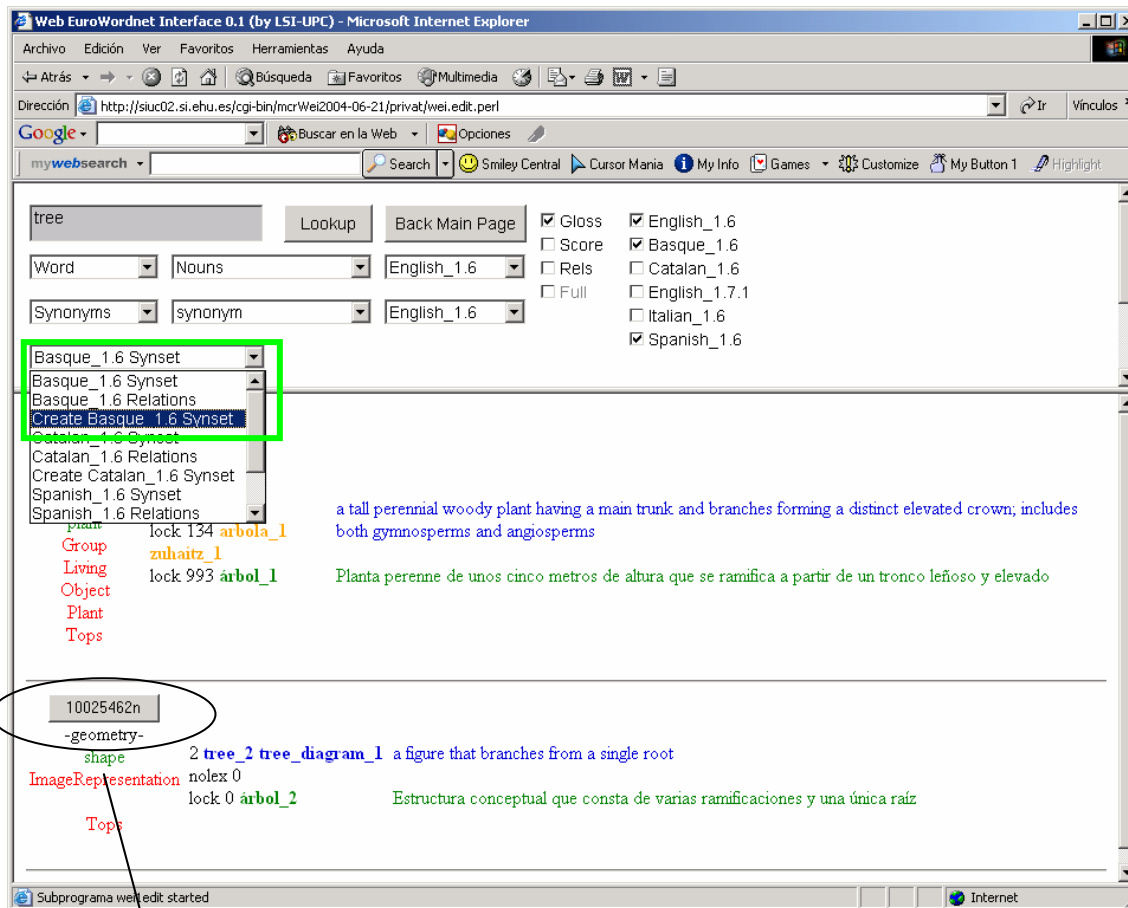 Web EuroWordnet Interface 0.1 (by LSI-UPC) - Microsoft Internet Explorer
Archivo Edición Ver Favoritos Herramientas Ayuda
Atrás Búsqueda Favoritos Multimedia
Dirección http://siuc02.si.ehu.es/cgi-bin/mcrWei2004-06-21/privat/wei.edit.perl Ir Vínculos
Google Buscar en la Web Opciones
mywebsearch Search Smiley Central Cursor Mania My Info Games Customize My Button 1 Highlight
tree Lookup Back Main Page Gloss English_1.6
Score Basque_1.6
Word Nouns English_1.6 Rels Catalan_1.6
Full English_1.7.1
Synonyms synonym English_1.6 Italian_1.6
Spanish_1.6
Basque_1.6 Synset
Basque_1.6 Synset
Basque_1.6 Relations
Create Basque_1.6 Synset
Catalan_1.6 Synset
Catalan_1.6 Relations
Create Catalan_1.6 Synset
Spanish_1.6 Synset
Spanish_1.6 Relations
a tall perennial woody plant having a main trunk and branches forming a distinct elevated crown; includes
plant lock 134 arbola_1 both gymnosperms and angiosperms
Group zuhaitz_1
Living lock 993 árbol_1 Planta perenne de unos cinco metros de altura que se ramifica a partir de un tronco leñoso y elevado
Object
Plant
Tops
10025462n
-geometry-
shape 2 tree_2 tree_diagram_1 a figure that branches from a single root
ImageRepresentation nolex 0
lock 0 árbol_2 Estructura conceptual que consta de varias ramificaciones y una única raíz
Tops
Subprograma wei.edit started Internet